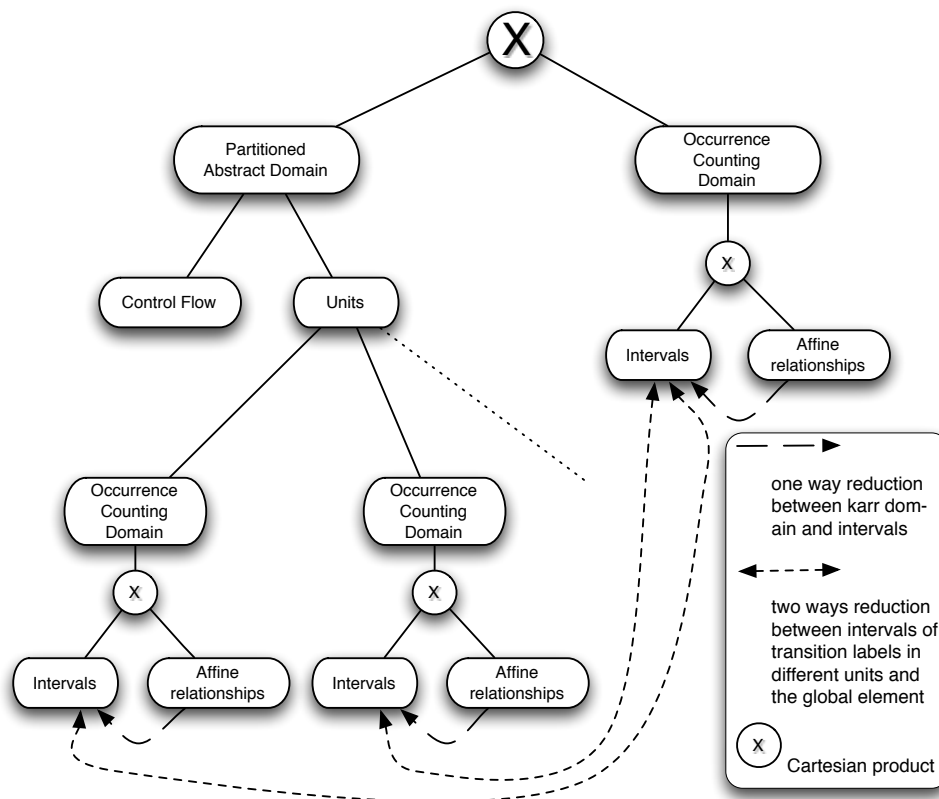 X
Partitioned
Abstract Domain
Occurrence
Counting
Domain
X
Control Flow
Units
Intervals
Affine
relationships
Occurrence
Counting
Domain
Occurrence
Counting
Domain
X
X
Intervals
Affine
relationships
Intervals
Affine
relationships
one way reduction
between karr dom-
ain and intervals
two ways reduction
between intervals of
transition labels in
different units and
the global element
X
Cartesian product